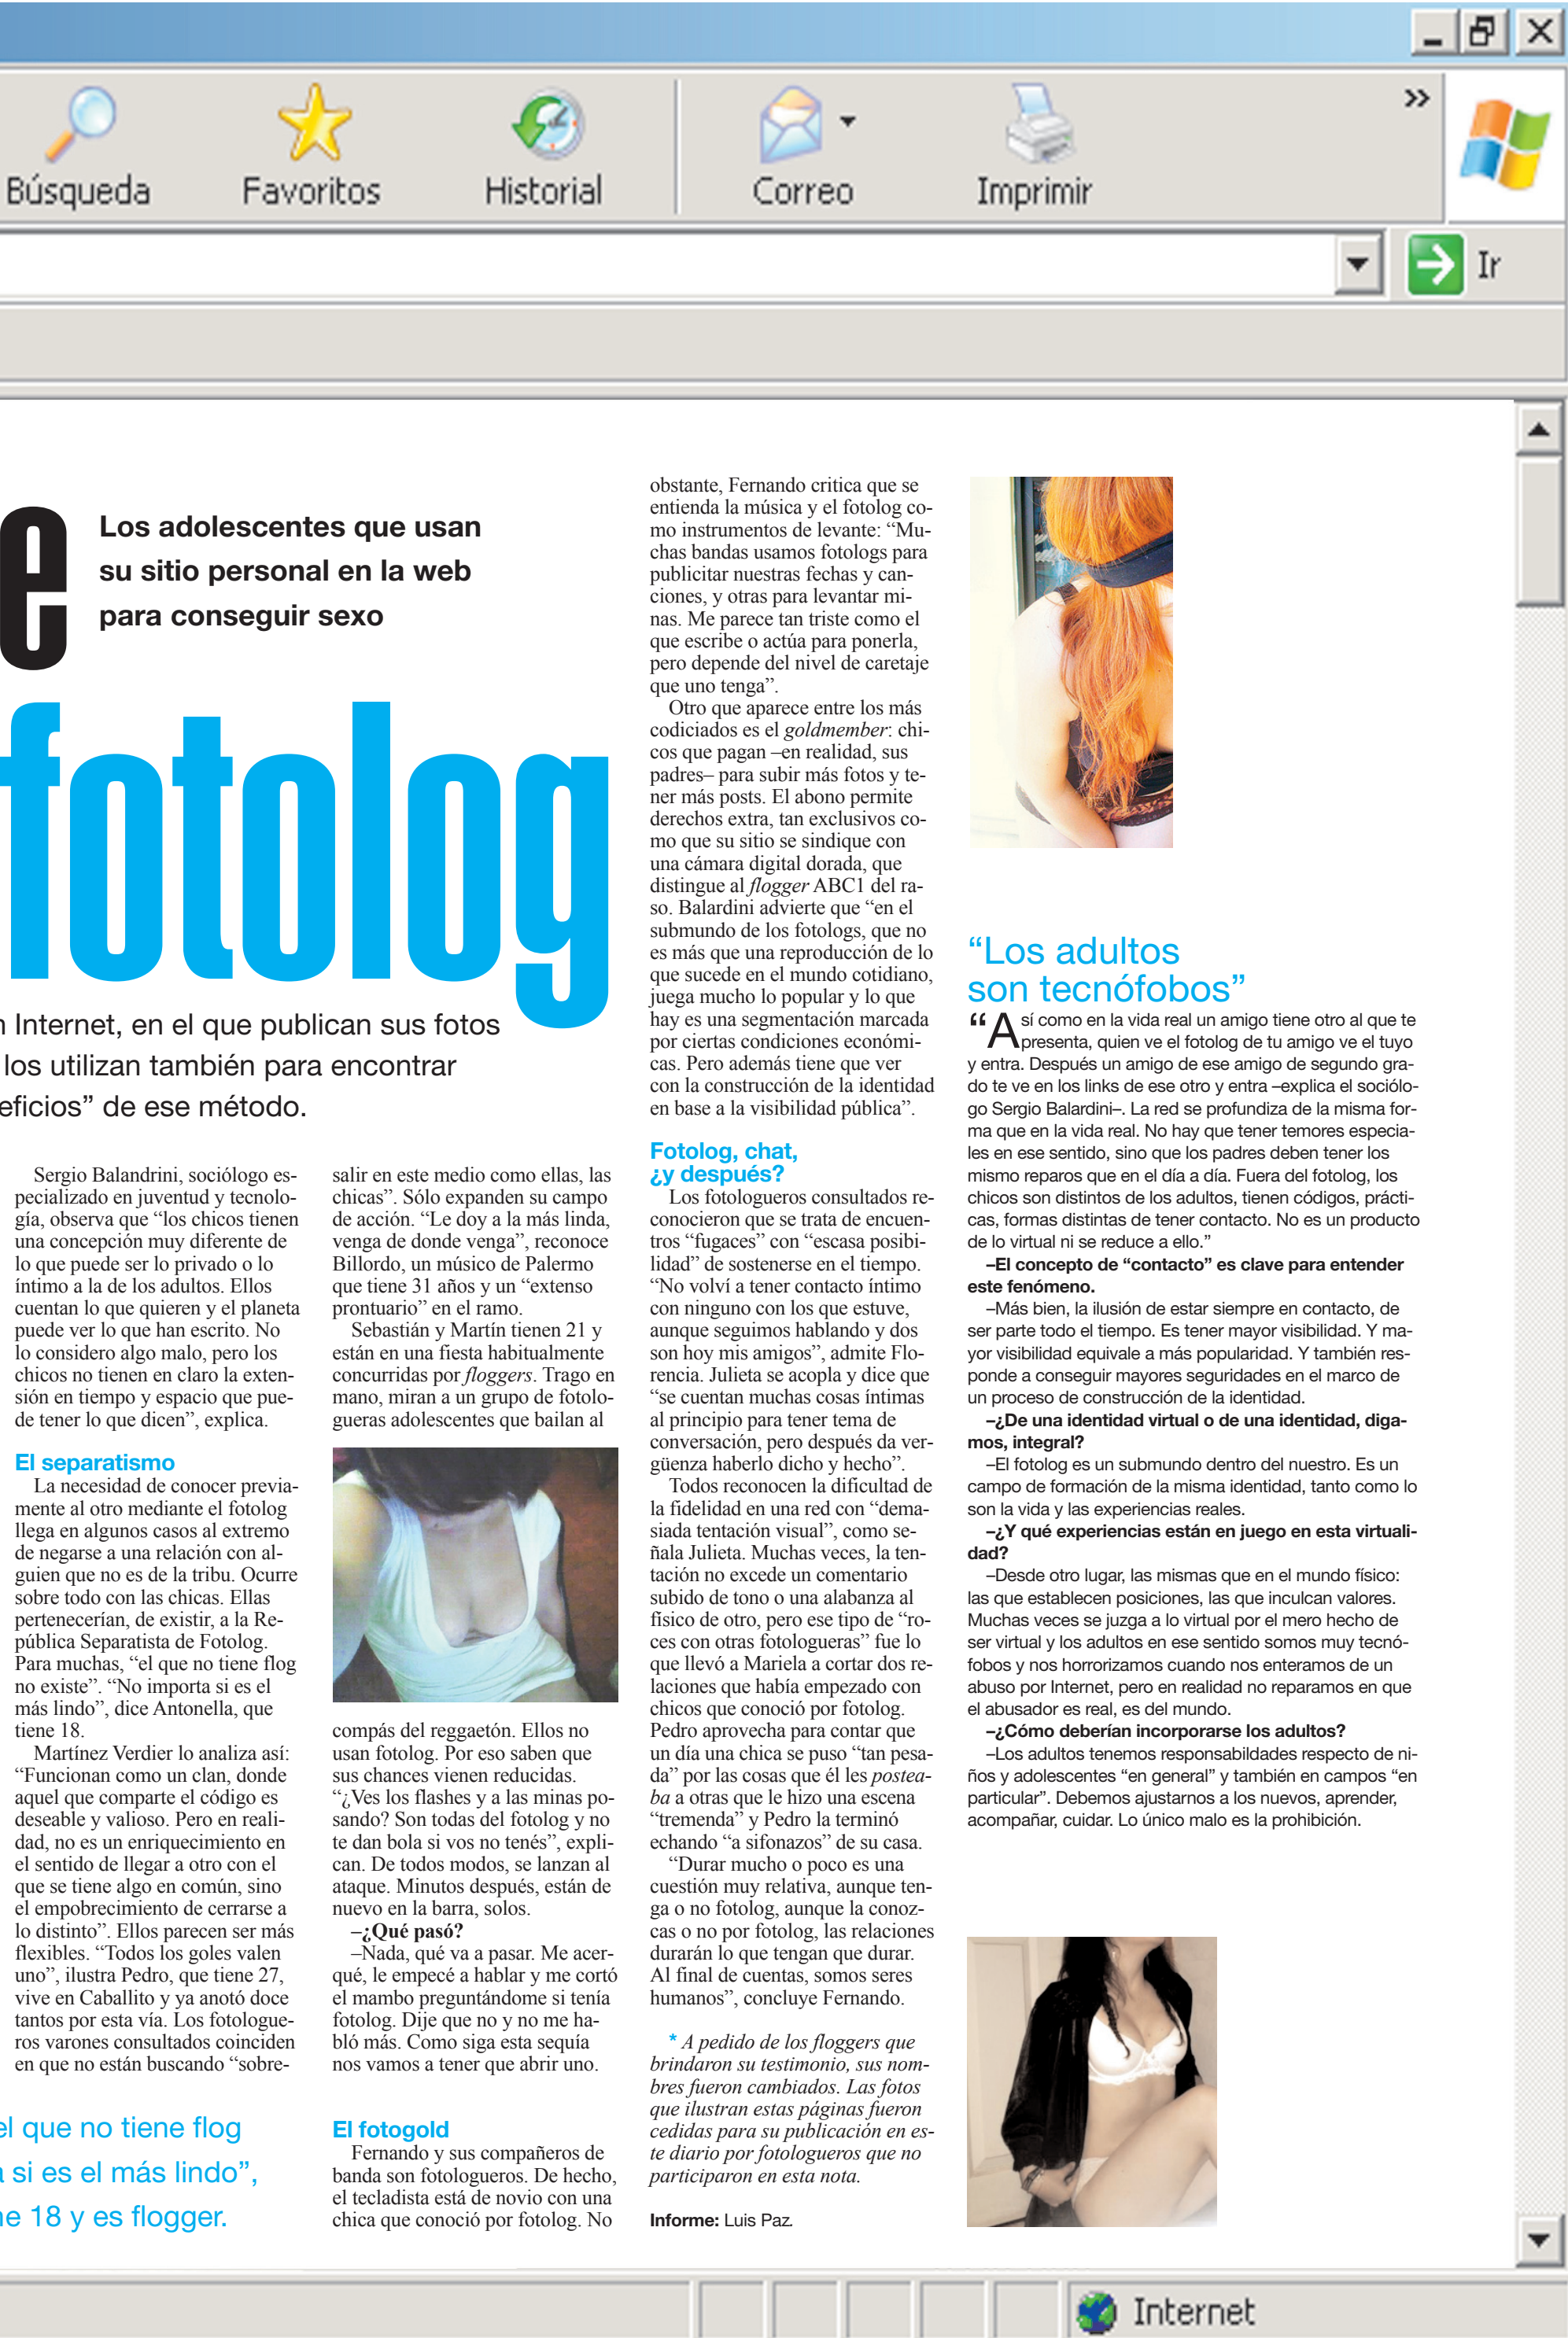 Búsqueda
Favoritos
Historial
Correo
Imprimir
»
Ir
e
Los adolescentes que usan
su sitio personal en la web
para conseguir sexo
fotolog
n Internet, en el que publican sus fotos
los utilizan también para encontrar
eficios” de ese método.
Sergio Balandrini, sociólogo es-
pecializado en juventud y tecnolo-
gía, observa que “los chicos tienen
una concepción muy diferente de
lo que puede ser lo privado o lo
íntimo a la de los adultos. Ellos
cuentan lo que quieren y el planeta
puede ver lo que han escrito. No
lo considero algo malo, pero los
chicos no tienen en claro la exten-
sión en tiempo y espacio que pue-
de tener lo que dicen”, explica.
El separatismo
La necesidad de conocer previa-
mente al otro mediante el fotolog
llega en algunos casos al extremo
de negarse a una relación con al-
guien que no es de la tribu. Ocurre
sobre todo con las chicas. Ellas
pertenecerían, de existir, a la Re-
pública Separatista de Fotolog.
Para muchas, “el que no tiene flog
no existe”. “No importa si es el
más lindo”, dice Antonella, que
tiene 18.
Martínez Verdier lo analiza así:
“Funcionan como un clan, donde
aquel que comparte el código es
deseable y valioso. Pero en reali-
dad, no es un enriquecimiento en
el sentido de llegar a otro con el
que se tiene algo en común, sino
el empobrecimiento de cerrarse a
lo distinto”. Ellos parecen ser más
flexibles. “Todos los goles valen
uno”, ilustra Pedro, que tiene 27,
vive en Caballito y ya anotó doce
tantos por esta vía. Los fotologue-
ros varones consultados coinciden
en que no están buscando “sobre-
el que no tiene flog
a si es el más lindo”,
ne 18 y es flogger.
salir en este medio como ellas, las
chicas”. Sólo expanden su campo
de acción. “Le doy a la más linda,
venga de donde venga”, reconoce
Billordo, un músico de Palermo
que tiene 31 años y un “extenso
prontuario” en el ramo.
Sebastián y Martín tienen 21 y
están en una fiesta habitualmente
concurridas por floggers. Trago en
mano, miran a un grupo de fotolo-
gueras adolescentes que bailan al
compás del reggaetón. Ellos no
usan fotolog. Por eso saben que
sus chances vienen reducidas.
“¿Ves los flashes y a las minas po-
sando? Son todas del fotolog y no
te dan bola si vos no tenés”, expli-
can. De todos modos, se lanzan al
ataque. Minutos después, están de
nuevo en la barra, solos.
–¿Qué pasó?
–Nada, qué va a pasar. Me acer-
qué, le empecé a hablar y me cortó
el mambo preguntándome si tenía
fotolog. Dije que no y no me ha-
bló más. Como siga esta sequía
nos vamos a tener que abrir uno.
El fotogold
Fernando y sus compañeros de
banda son fotologueros. De hecho,
el tecladista está de novio con una
chica que conoció por fotolog. No
obstante, Fernando critica que se
entienda la música y el fotolog co-
mo instrumentos de levante: “Mu-
chas bandas usamos fotologs para
publicitar nuestras fechas y can-
ciones, y otras para levantar mi-
nas. Me parece tan triste como el
que escribe o actúa para ponerla,
pero depende del nivel de caretaje
que uno tenga”.
Otro que aparece entre los más
codiciados es el goldmember: chi-
cos que pagan –en realidad, sus
padres– para subir más fotos y te-
ner más posts. El abono permite
derechos extra, tan exclusivos co-
mo que su sitio se sindique con
una cámara digital dorada, que
distingue al flogger ABC1 del ra-
so. Balardini advierte que “en el
submundo de los fotologs, que no
es más que una reproducción de lo
que sucede en el mundo cotidiano,
juega mucho lo popular y lo que
hay es una segmentación marcada
por ciertas condiciones económi-
cas. Pero además tiene que ver
con la construcción de la identidad
en base a la visibilidad pública”.
Fotolog, chat,
¿y después?
Los fotologueros consultados re-
conocieron que se trata de encuen-
tros “fugaces” con “escasa posibi-
lidad” de sostenerse en el tiempo.
“No volví a tener contacto íntimo
con ninguno con los que estuve,
aunque seguimos hablando y dos
son hoy mis amigos”, admite Flo-
rencia. Julieta se acopla y dice que
“se cuentan muchas cosas íntimas
al principio para tener tema de
conversación, pero después da ver-
güenza haberlo dicho y hecho”.
Todos reconocen la dificultad de
la fidelidad en una red con “dema-
siada tentación visual”, como se-
ñala Julieta. Muchas veces, la ten-
tación no excede un comentario
subido de tono o una alabanza al
físico de otro, pero ese tipo de “ro-
ces con otras fotologueras” fue lo
que llevó a Mariela a cortar dos re-
laciones que había empezado con
chicos que conoció por fotolog.
Pedro aprovecha para contar que
un día una chica se puso “tan pesa-
da” por las cosas que él les postea-
ba a otras que le hizo una escena
“tremenda” y Pedro la terminó
echando “a sifonazos” de su casa.
“Durar mucho o poco es una
cuestión muy relativa, aunque ten-
ga o no fotolog, aunque la conoz-
cas o no por fotolog, las relaciones
durarán lo que tengan que durar.
Al final de cuentas, somos seres
humanos”, concluye Fernando.
* A pedido de los floggers que
brindaron su testimonio, sus nom-
bres fueron cambiados. Las fotos
que ilustran estas páginas fueron
cedidas para su publicación en es-
te diario por fotologueros que no
participaron en esta nota.
Informe: Luis Paz.
“Los adultos
son tecnófobos”
“Así como en la vida real un amigo tiene otro al que te
presenta, quien ve el fotolog de tu amigo ve el tuyo
y entra. Después un amigo de ese amigo de segundo gra-
do te ve en los links de ese otro y entra –explica el sociólo-
go Sergio Balardini–. La red se profundiza de la misma for-
ma que en la vida real. No hay que tener temores especia-
les en ese sentido, sino que los padres deben tener los
mismo reparos que en el día a día. Fuera del fotolog, los
chicos son distintos de los adultos, tienen códigos, prácti-
cas, formas distintas de tener contacto. No es un producto
de lo virtual ni se reduce a ello.”
–El concepto de “contacto” es clave para entender
este fenómeno.
–Más bien, la ilusión de estar siempre en contacto, de
ser parte todo el tiempo. Es tener mayor visibilidad. Y ma-
yor visibilidad equivale a más popularidad. Y también res-
ponde a conseguir mayores seguridades en el marco de
un proceso de construcción de la identidad.
–¿De una identidad virtual o de una identidad, diga-
mos, integral?
–El fotolog es un submundo dentro del nuestro. Es un
campo de formación de la misma identidad, tanto como lo
son la vida y las experiencias reales.
–¿Y qué experiencias están en juego en esta virtuali-
dad?
–Desde otro lugar, las mismas que en el mundo físico:
las que establecen posiciones, las que inculcan valores.
Muchas veces se juzga a lo virtual por el mero hecho de
ser virtual y los adultos en ese sentido somos muy tecnó-
fobos y nos horrorizamos cuando nos enteramos de un
abuso por Internet, pero en realidad no reparamos en que
el abusador es real, es del mundo.
–¿Cómo deberían incorporarse los adultos?
–Los adultos tenemos responsabildades respecto de ni-
ños y adolescentes “en general” y también en campos “en
particular”. Debemos ajustarnos a los nuevos, aprender,
acompañar, cuidar. Lo único malo es la prohibición.
Internet